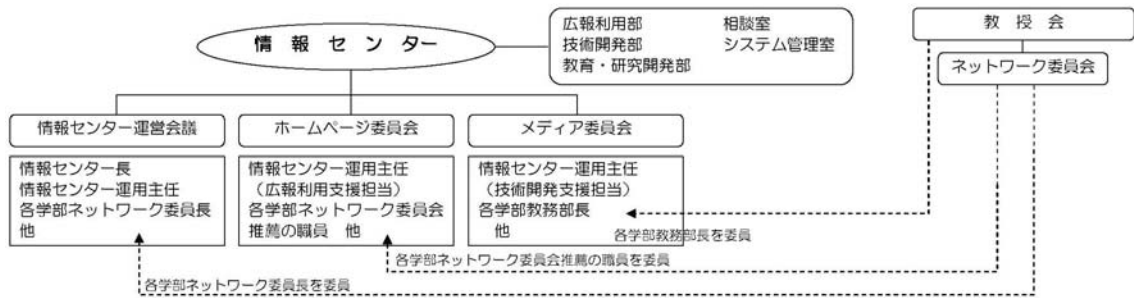 情 報 セ ン タ ー
広報利用部 相談室
技術開発部 システム管理室
教育・研究開発部
教 授 会
ネットワーク委員会
情報センター運営会議
情報センター長
情報センター運用主任
各学部ネットワーク委員長
他
ホームページ委員会
情報センター運用主任
（広報利用支援担当）
各学部ネットワーク委員会
推薦の職員 他
メディア委員会
情報センター運用主任
（技術開発支援担当）
各学部教務部長
他
各学部教務部長を委員
各学部ネットワーク委員会推薦の職員を委員
各学部ネットワーク委員長を委員